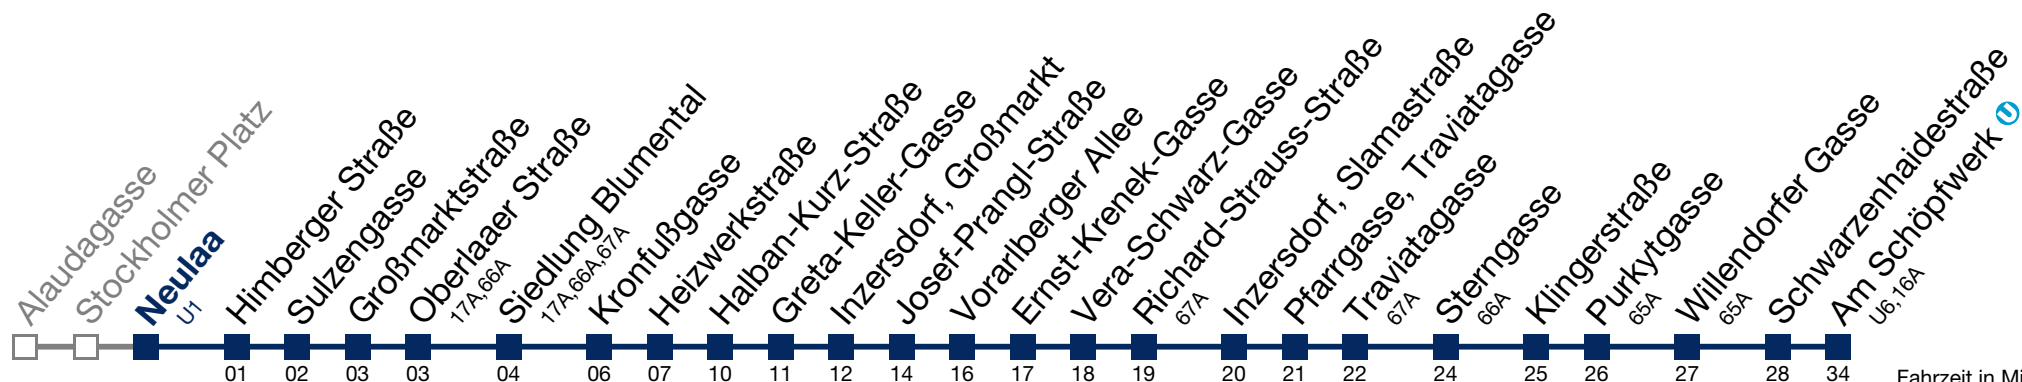 Alaudagasse
Stockholmer Platz
Neulaa
U1
Himberger Straße
Sulzengasse
Großmarktstraße
Oberlaaer Straße
17A,66A
Siedlung Blumental
17A,66A,67A
Kronfußgasse
Heizwerkstraße
Halban-Kurz-Straße
Greta-Keller-Gasse
Inzersdorf, Großmarkt
Josef-Prangl-Straße
Vorarlberger Allee
Ernst-Krenek-Gasse
Vera-Schwarz-Gasse
Richard-Strauss-Straße
67A
Inzersdorf, Slamastraße
Pfarrgasse, Traviatagasse
Traviatagasse
67A
Sterngasse
66A
Klingerstraße
Purkytgasse
65A
Willendorfer Gasse
65A
Schwarzenhaidestraße
Am Schöpfwerk U
U6,16A
01 02 03 03 04 06 07 10 11 12 14 16 17 18 19 20 21 22 24 25 26 27 28 34
Fahrzeit in Mi